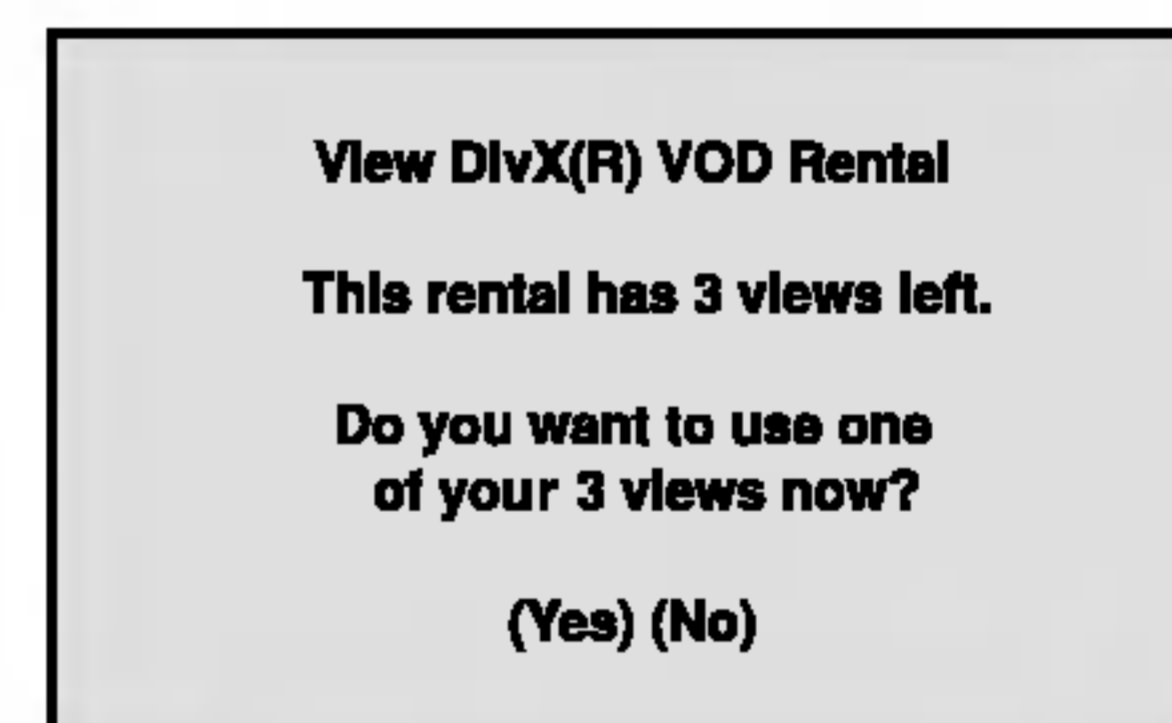 View DivX(R) VOD Rental
This rental has 3 views left.
Do you want to use one
of your 3 views now?
(Yes) (No)